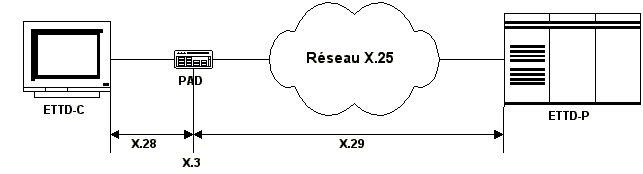 Réseau X.25
PAD
ETTD-C
ETTD-P
X.28
X.29
X.3